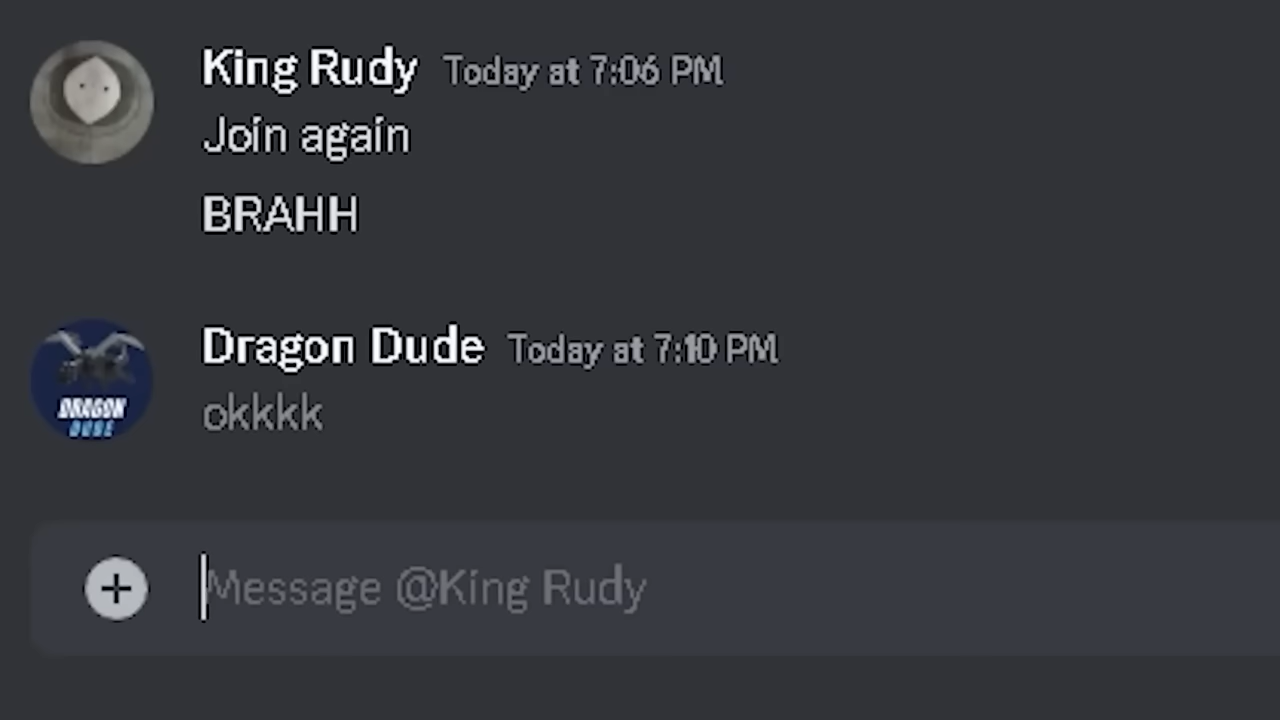 King Rudy Today at 7:06 PM
Join again
BRAHH
Dragon Dude Today at 7:10 PM
okkkk
DRAGON
DUDE
Message @King Rudy